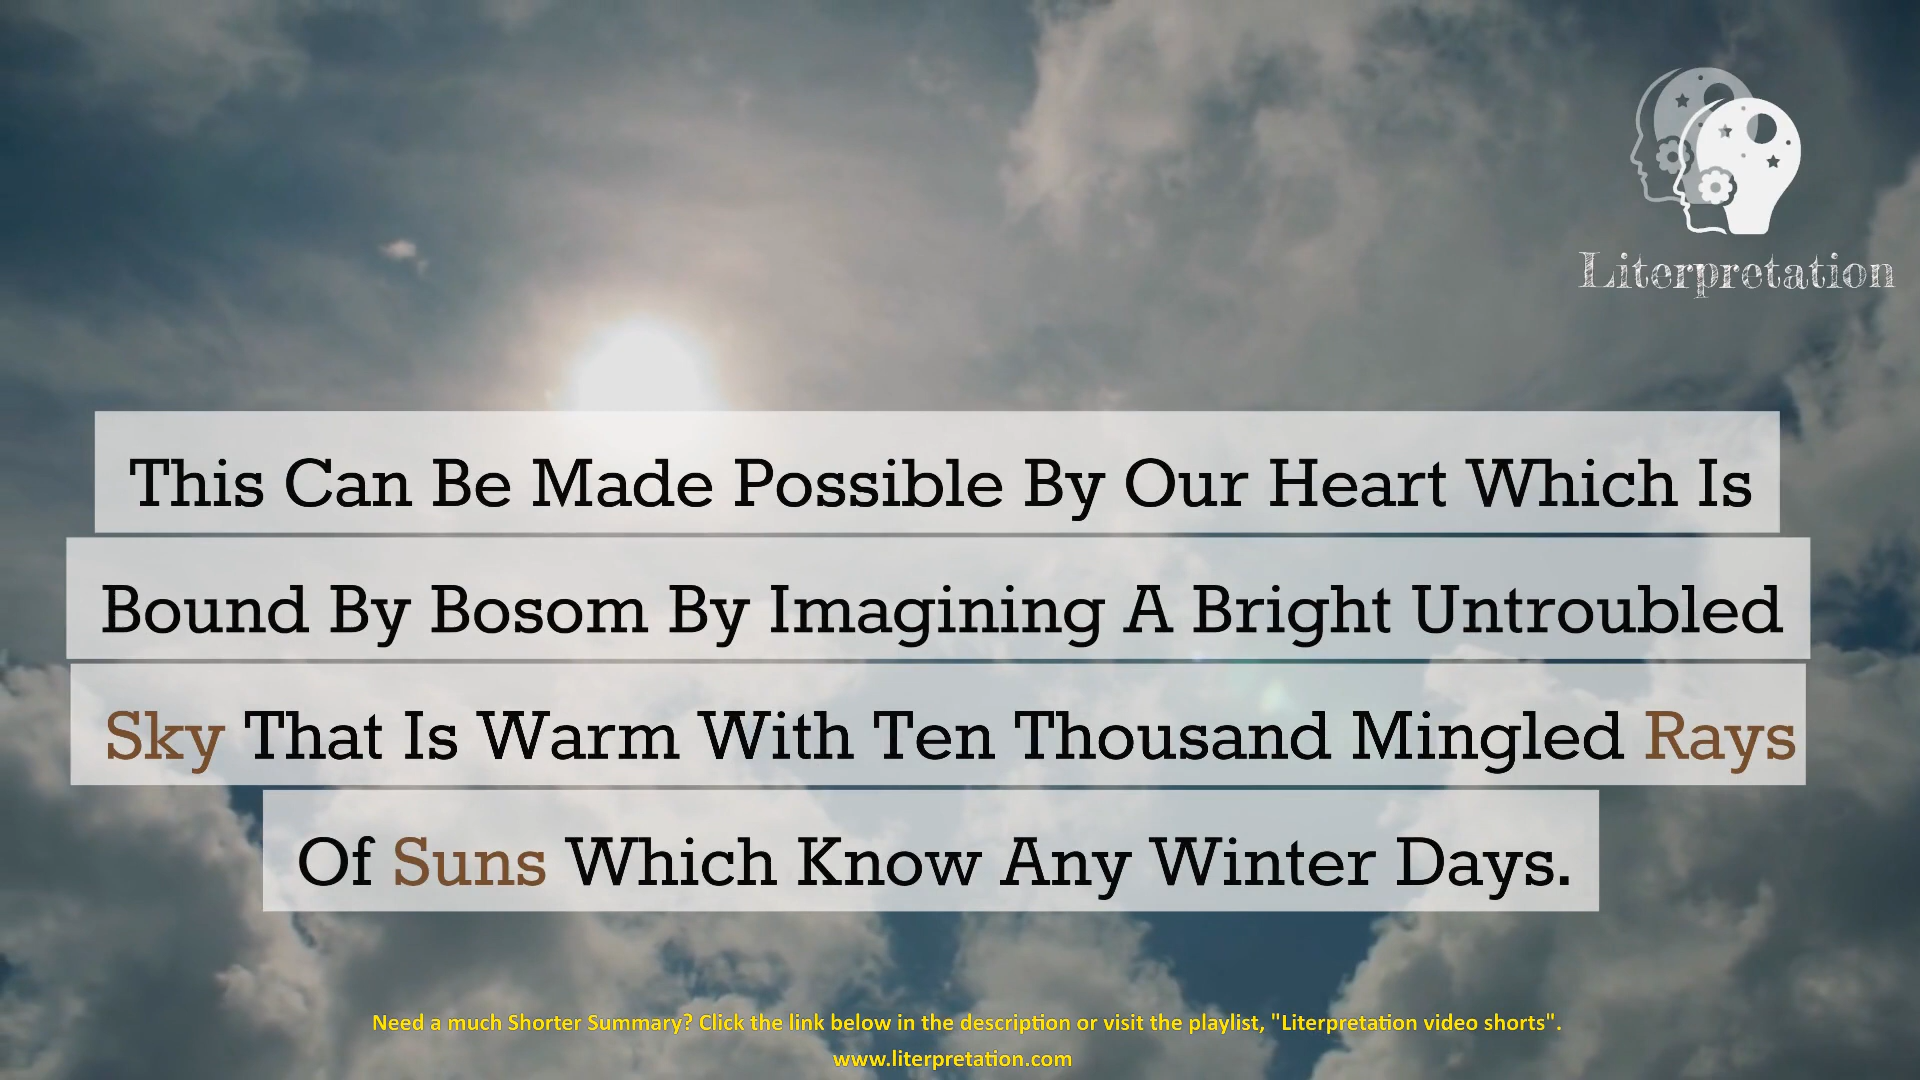 Literpretation
This Can Be Made Possible By Our Heart Which Is
Bound By Bosom By Imagining A Bright Untroubled
Sky That Is Warm With Ten Thousand Mingled Rays
Of Suns Which Know Any Winter Days.
Need a much Shorter Summary? Click the link below in the description or visit the playlist, "Literpretation video shorts".
www.literpretation.com